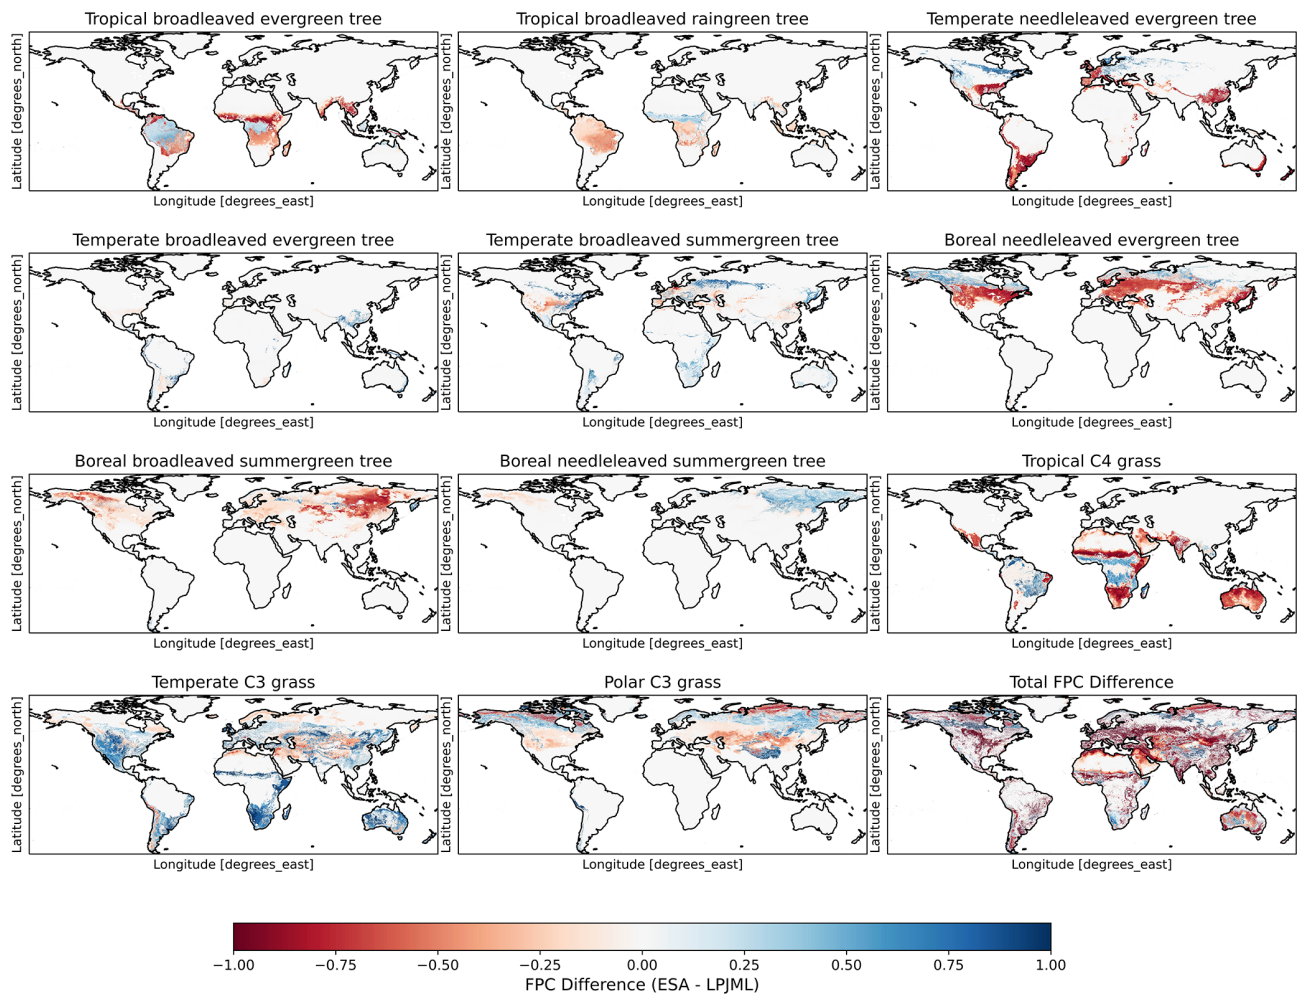 Tropical broadleaved evergreen tree
Tropical broadleaved raingreen tree
Temperate needleleaved evergreen tree
Latitude [degrees_north]
Latitude [degrees_north]
Latitude [degrees_north]
Longitude [degrees_east]
Longitude [degrees_east]
Longitude [degrees_east]
Temperate broadleaved evergreen tree
Temperate broadleaved summergreen tree
Boreal needleleaved evergreen tree
Latitude [degrees_north]
Latitude [degrees_north]
Latitude [degrees_north]
Longitude [degrees_east]
Longitude [degrees_east]
Longitude [degrees_east]
Boreal broadleaved summergreen tree
Boreal needleleaved summergreen tree
Tropical C4 grass
Latitude [degrees_north]
Latitude [degrees_north]
Latitude [degrees_north]
Longitude [degrees_east]
Longitude [degrees_east]
Longitude [degrees_east]
Temperate C3 grass
Polar C3 grass
Total FPC Difference
Latitude [degrees_north]
Latitude [degrees_north]
Latitude [degrees_north]
Longitude [degrees_east]
Longitude [degrees_east]
Longitude [degrees_east]
−1.00 −0.75 −0.50 −0.25 0.00 0.25 0.50 0.75 1.00
FPC Difference (ESA - LPJML)